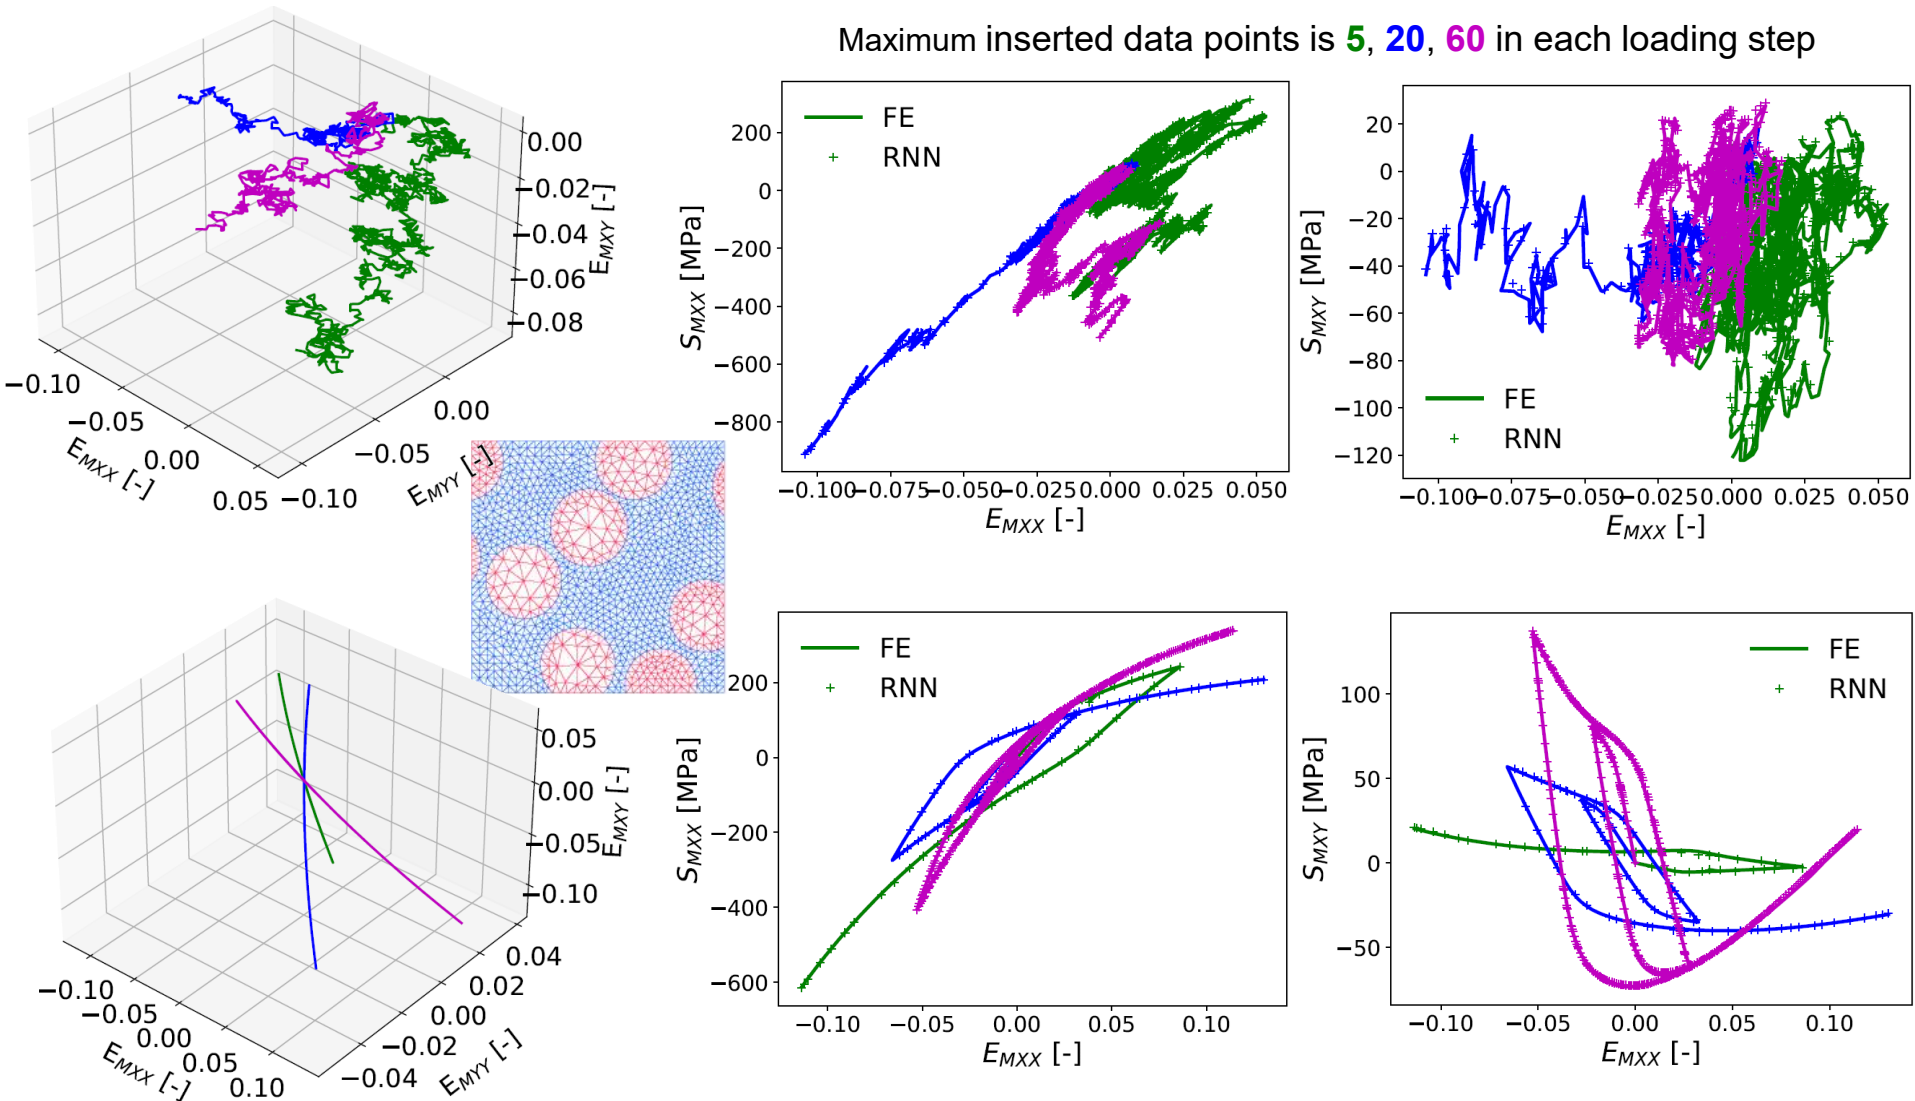 Maximum inserted data points is 5, 20, 60 in each loading step
0.00
−0.02
−0.04
−0.06
−0.08
E_MXY [-]
−0.10
−0.05
0.00
0.05
E_MXX [-]
−0.10
−0.05
0.00
E_MYY [-]
FE
RNN
200
0
−200
−400
−600
−800
S_MXX [MPa]
−0.100 −0.075 −0.050 −0.025 0.000 0.025 0.050
E_MXX [-]
20
0
−20
−40
−60
−80
−100
−120
S_MXY [MPa]
FE
RNN
−0.100 −0.075 −0.050 −0.025 0.000 0.025 0.050
E_MXX [-]
0.05
0.00
−0.05
−0.10
E_MXY [-]
−0.10
−0.05
0.00
0.05
0.10
E_MXX [-]
0.04
0.02
0.00
−0.02
−0.04
E_MYY [-]
FE
RNN
200
0
−200
−400
−600
S_MXX [MPa]
−0.10 −0.05 0.00 0.05 0.10
E_MXX [-]
FE
RNN
100
50
0
−50
S_MXY [MPa]
−0.10 −0.05 0.00 0.05 0.10
E_MXX [-]